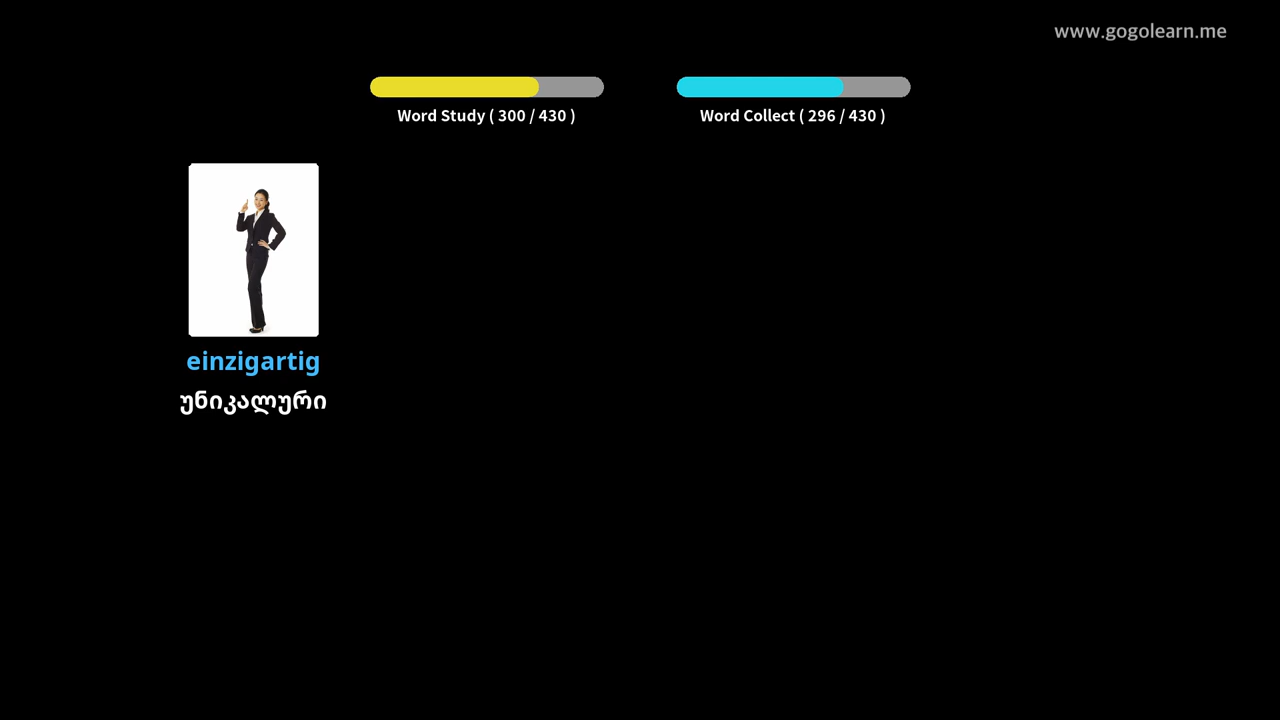 www.gogolearn.me
Word Study ( 300 / 430 )
Word Collect ( 296 / 430 )
einzigartig
უნიკალური